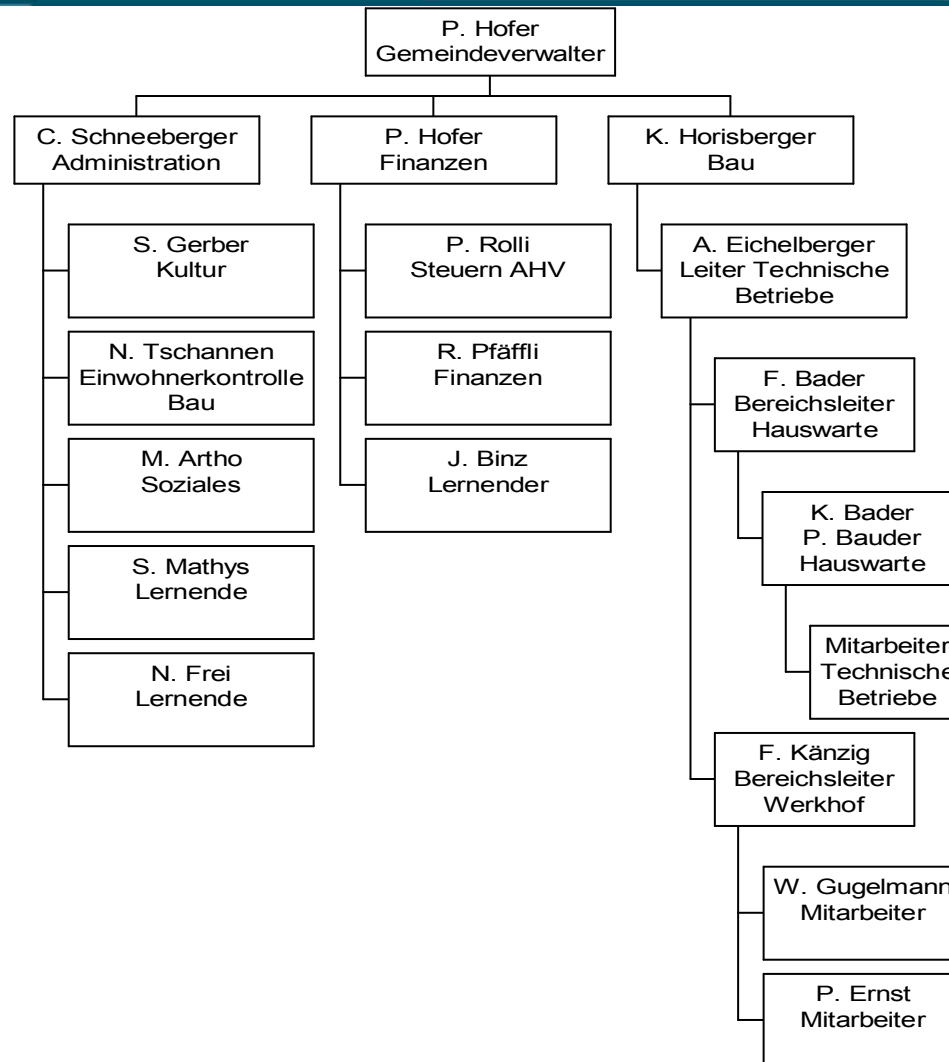 P. Hofer
Gemeindeverwalter
C. Schneeberger
Administration
P. Hofer
Finanzen
K. Horisberger
Bau
S. Gerber
Kultur
N. Tschannen
Einwohnerkontrolle
Bau
M. Artho
Soziales
S. Mathys
Lernende
N. Frei
Lernende
P. Rolli
Steuern AHV
R. Pfäffli
Finanzen
J. Binz
Lernender
A. Eichelberger
Leiter Technische
Betriebe
F. Bader
Bereichsleiter
Hauswarte
K. Bader
P. Bauder
Hauswarte
Mitarbeiter
Technische
Betriebe
F. Känzig
Bereichsleiter
Werkhof
W. Gugelmann
Mitarbeiter
P. Ernst
Mitarbeiter